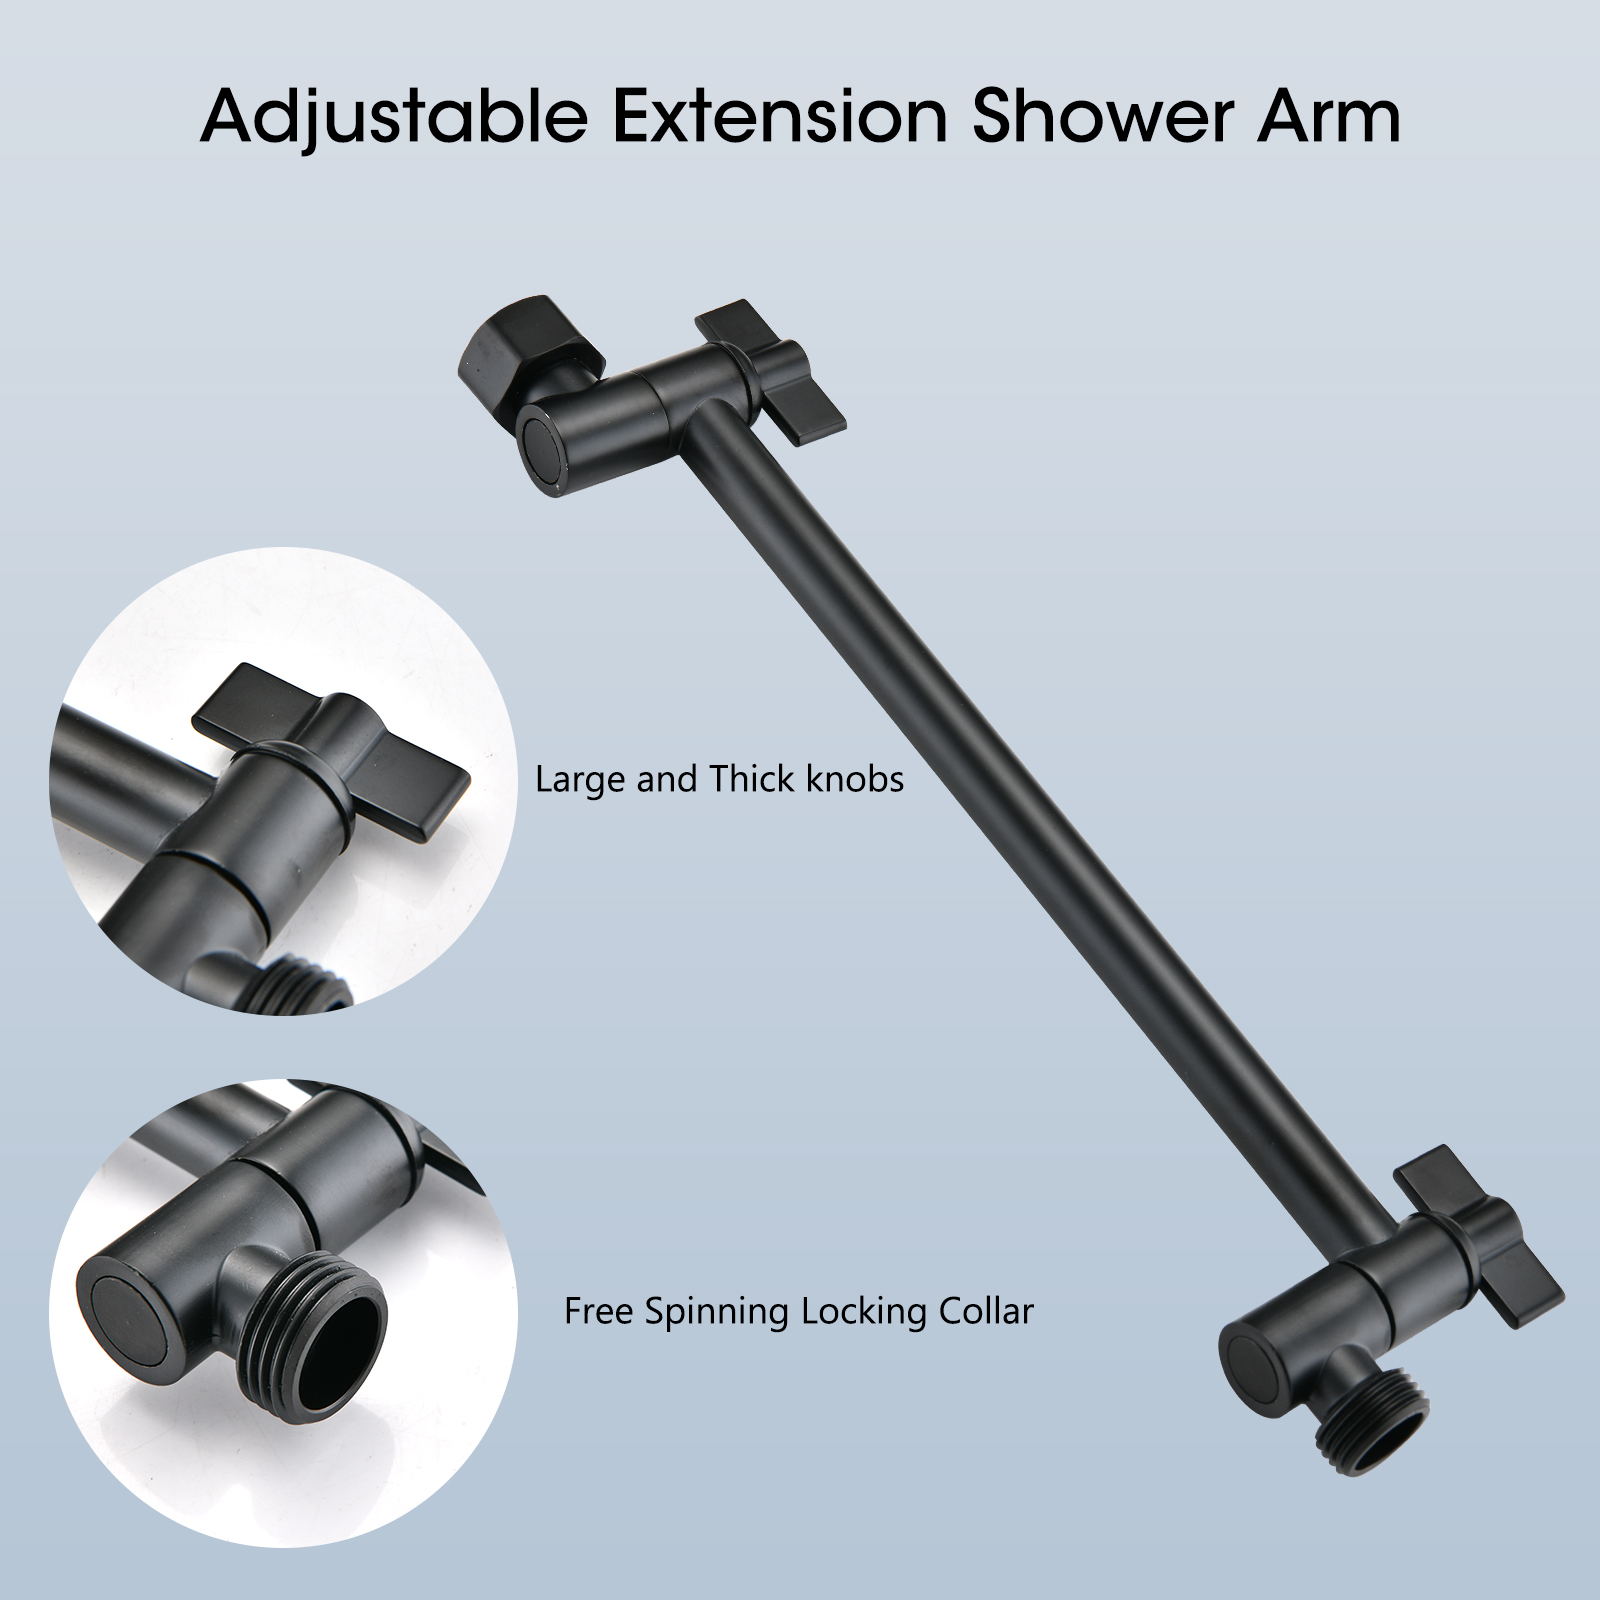 Adjustable Extension Shower Arm
Large and Thick knobs
Free Spinning Locking Collar